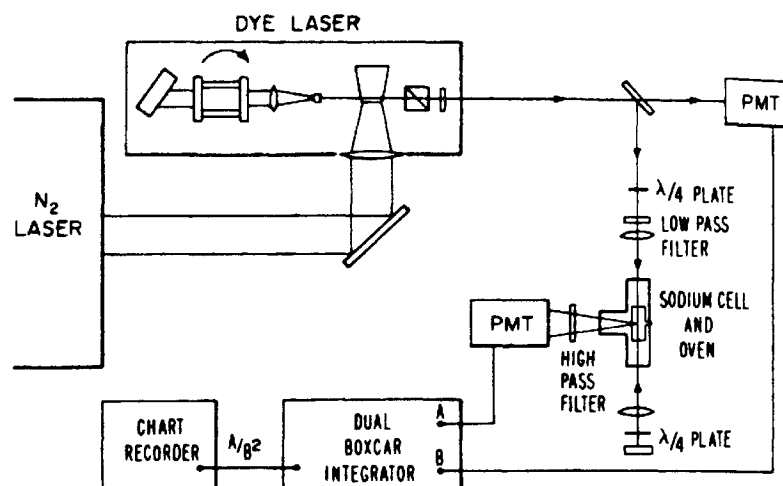 DYE LASER
N₂
LASER
PMT
λ/4 PLATE
LOW PASS
FILTER
SODIUM CELL
AND
OVEN
PMT
HIGH
PASS
FILTER
λ/4 PLATE
CHART
RECORDER
A/B²
DUAL
BOXCAR
INTEGRATOR
A
B